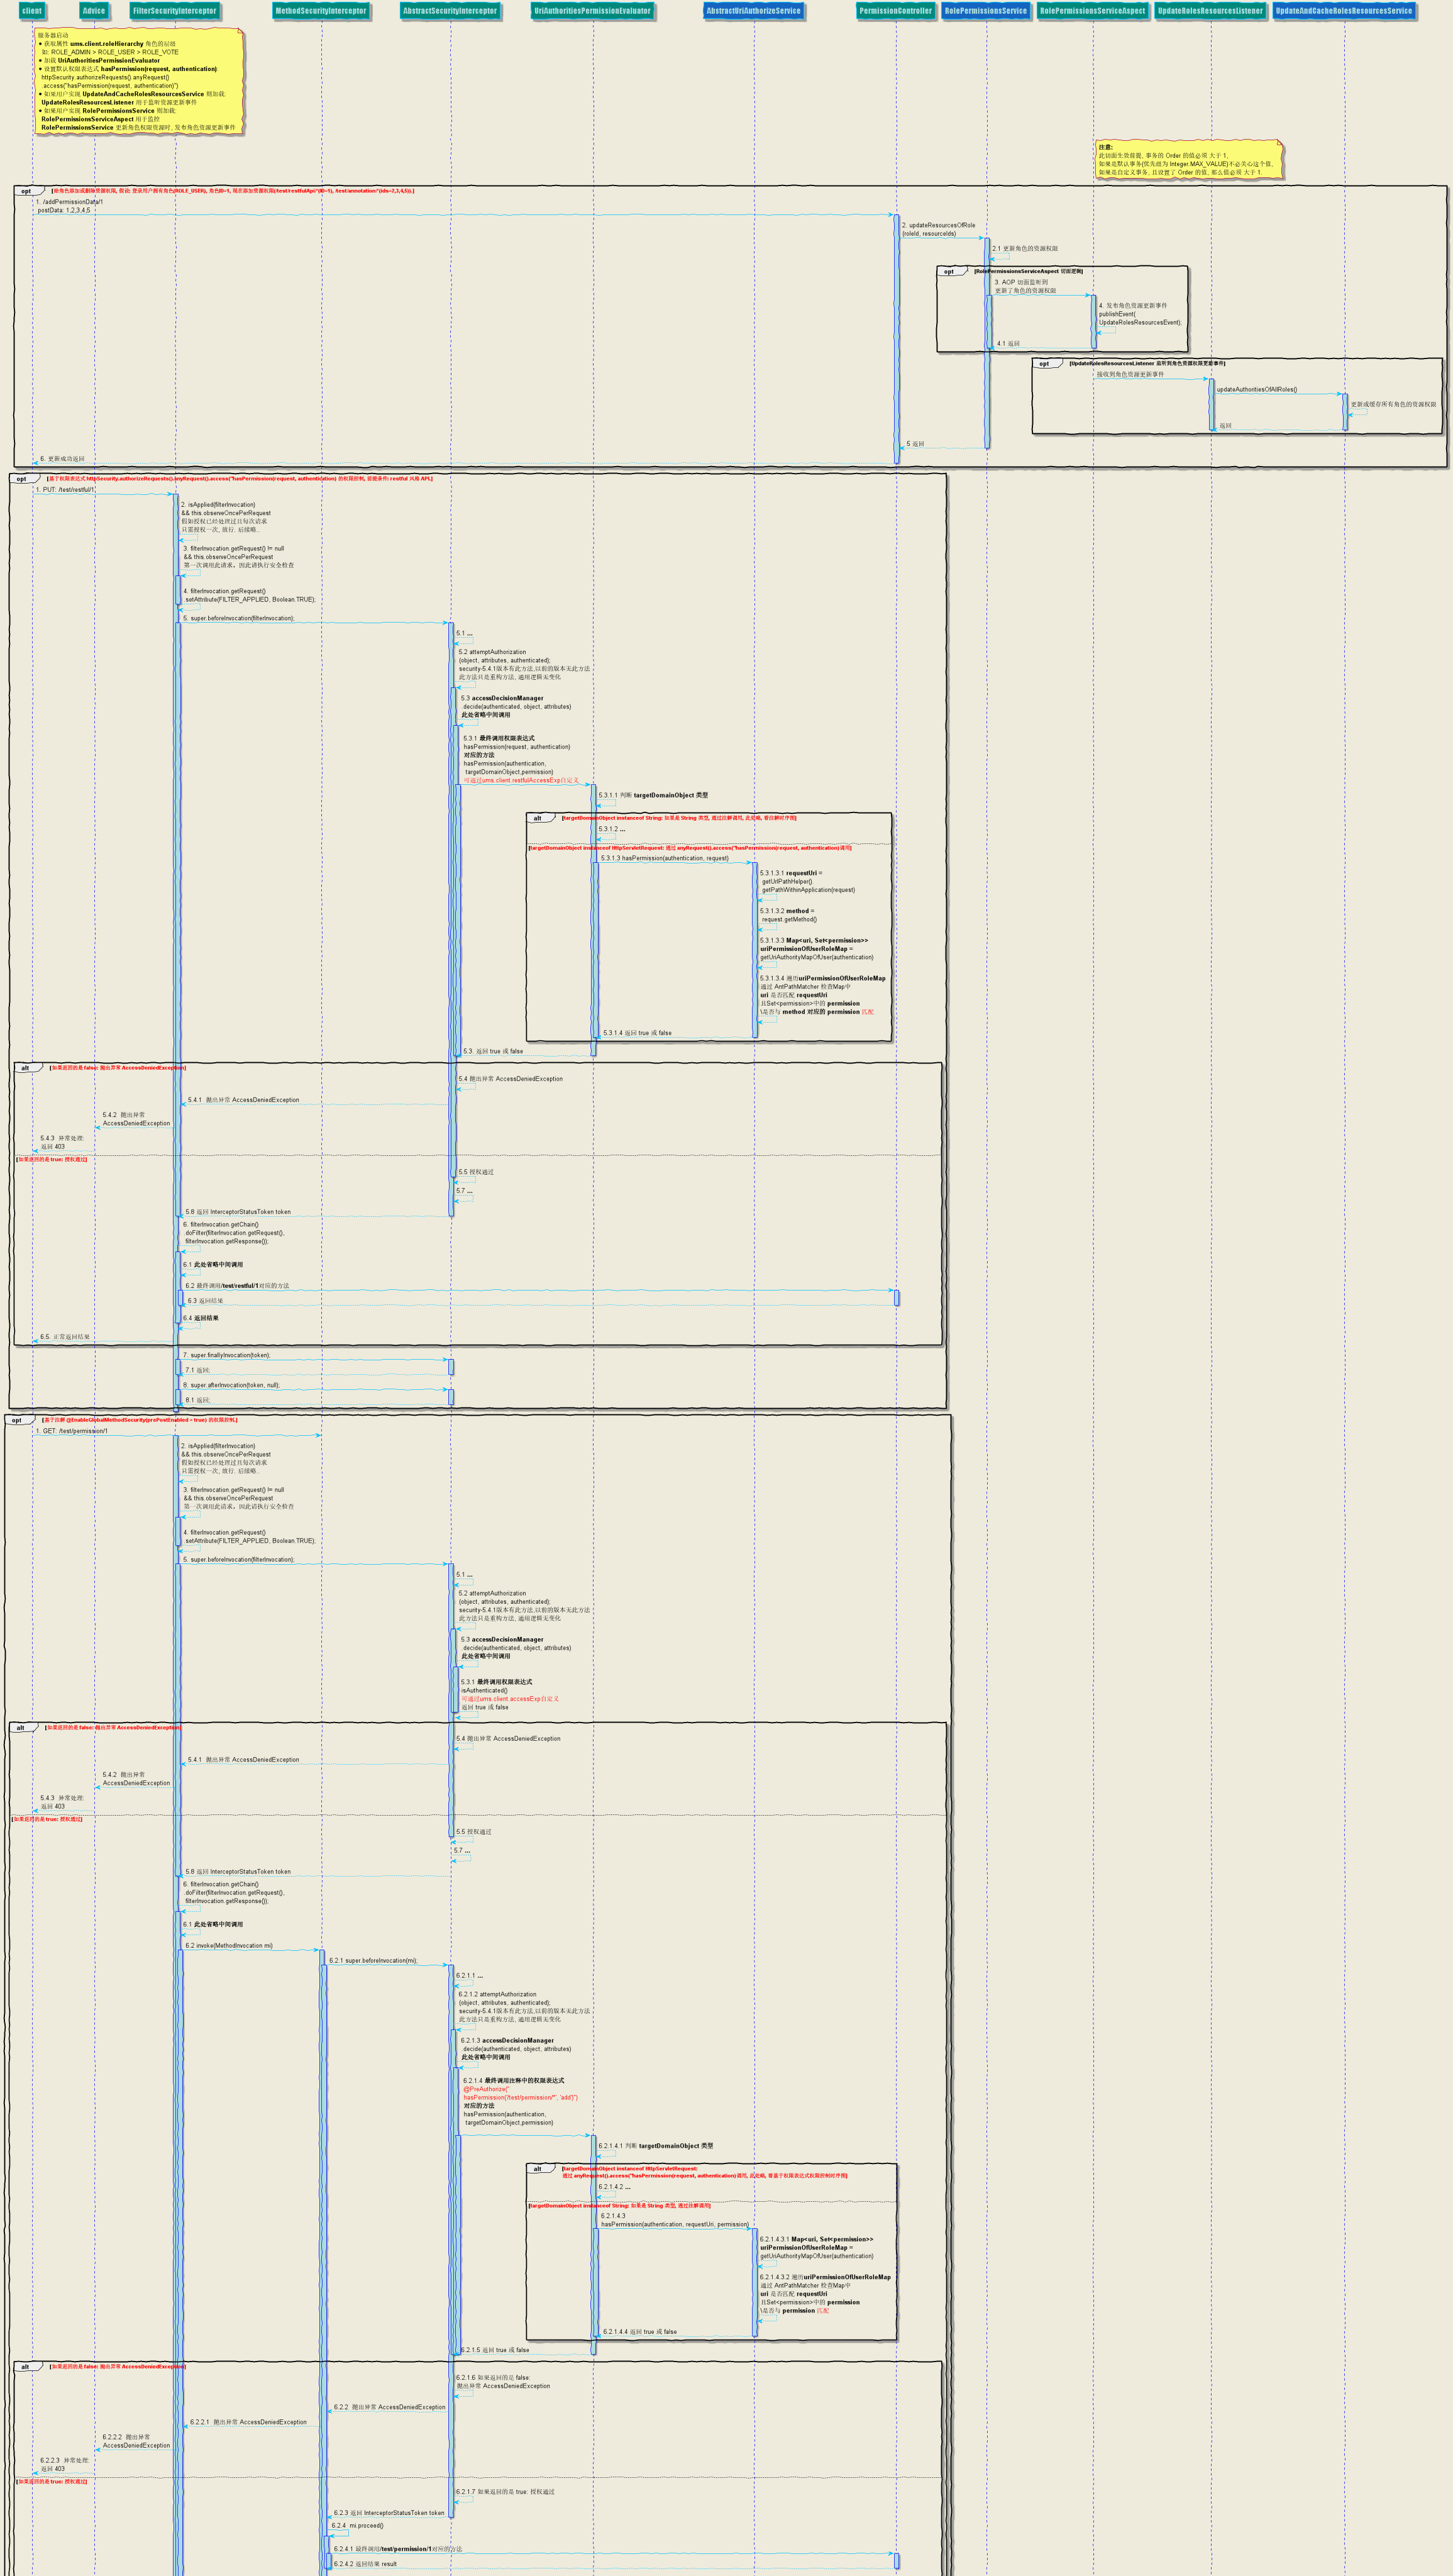 client
Advice
FilterSecurityInterceptor
MethodSecurityInterceptor
AbstractSecurityInterceptor
UriAuthoritiesPermissionEvaluator
AbstractUriAuthorizeService
PermissionController
RolePermissionsService
RolePermissionsServiceAspect
UpdateRolesResourcesListener
UpdateAndCacheRolesResourcesService
服务器启动
● 获取属性 ums.client.roleHierarchy 角色的层级
如: ROLE_ADMIN > ROLE_USER > ROLE_VOTE
● 加载 UriAuthoritiesPermissionEvaluator
● 设置默认权限表达式 hasPermission(request, authentication)
httpSecurity.authorizeRequests().anyRequest()
.access("hasPermission(request, authentication)")
● 如果用户实现 UpdateAndCacheRolesResourcesService 则加载:
UpdateRolesResourcesListener 用于监听资源更新事件
● 如果用户实现 RolePermissionsService 则加载:
RolePermissionsServiceAspect 用于监控
RolePermissionsService 更新角色权限资源时, 发布角色资源更新事件
注意:
此切面生效前提, 事务的 Order 的值必须 大于 1,
如果是默认事务(优先级为 Integer.MAX_VALUE)不必关心这个值,
如果是自定义事务, 且设置了 Order 的值, 那么值必须 大于 1.
opt
1. /addPermissionData/1
postData: 1,2,3,4,5
2. updateResourcesOfRole
(roleId, resourceIds)
2.1 更新角色的资源权限
opt [RolePermissionsServiceAspect 切面逻辑]
3. AOP 切面监听到
更新了角色的资源权限
4. 发布角色资源更新事件
publishEvent(
UpdateRolesResourcesEvent);
4.1 返回
opt [UpdateRolesResourcesListener 监听到角色资源权限更新事件]
接收到角色资源更新事件
updateAuthoritiesOfAllRoles()
更新或缓存所有角色的资源权限
返回
5 返回
6. 更新成功返回
opt [基于权限表达式 httpSecurity.authorizeRequests().anyRequest().access("hasPermission(request, authentication) 的权限控制, 前提条件: restful 风格 API.]
1. PUT: /test/restful/1
2. isApplied(filterInvocation)
&& this.observeOncePerRequest
假如授权已经处理过且每次请求
只需授权一次, 放行. 后续略..
3. filterInvocation.getRequest() != null
&& this.observeOncePerRequest
第一次调用此请求，因此请执行安全检查
4. filterInvocation.getRequest()
.setAttribute(FILTER_APPLIED, Boolean.TRUE);
5. super.beforeInvocation(filterInvocation);
5.1 ...
5.2 attemptAuthorization
(object, attributes, authenticated);
security-5.4.1版本有此方法,以前的版本无此方法
此方法只是重构方法, 通用逻辑无变化
5.3 accessDecisionManager
.decide(authenticated, object, attributes)
此处省略中间调用
5.3.1 最终调用权限表达式
hasPermission(request, authentication)
对应的方法
hasPermission(authentication,
targetDomainObject,permission)
可通过ums.client.restfulAccessExp自定义
5.3.1.1 判断 targetDomainObject 类型
alt [targetDomainObject instanceof String: 如果是 String 类型, 通过注解调用, 此处略, 看注解时序图]
5.3.1.2 ...
[targetDomainObject instanceof HttpServletRequest: 通过 anyRequest().access("hasPermission(request, authentication)调用]
5.3.1.3 hasPermission(authentication, request)
5.3.1.3.1 requestUri =
getUrlPathHelper()
.getPathWithinApplication(request)
5.3.1.3.2 method =
request.getMethod()
5.3.1.3.3 Map<uri, Set<permission>>
uriPermissionOfUserRoleMap =
getUriAuthorityMapOfUser(authentication)
5.3.1.3.4 遍历uriPermissionOfUserRoleMap
通过 AntPathMatcher 检查Map中
uri 是否匹配 requestUri
且Set<permission>中的 permission
\是否与 method 对应的 permission 匹配
5.3.1.4 返回 true 或 false
5.3. 返回 true 或 false
alt [如果返回的是 false: 抛出异常 AccessDeniedException]
5.4 抛出异常 AccessDeniedException
5.4.1 抛出异常 AccessDeniedException
5.4.2 抛出异常
AccessDeniedException
5.4.3 异常处理:
返回 403
[如果返回的是 true: 授权通过]
5.5 授权通过
5.7 ...
5.8 返回 InterceptorStatusToken token
6. filterInvocation.getChain()
.doFilter(filterInvocation.getRequest(),
filterInvocation.getResponse());
6.1 此处省略中间调用
6.2 最终调用/test/restful/1对应的方法
6.3 返回结果
6.4 返回结果
6.5. 正常返回结果
7. super.finallyInvocation(token);
7.1 返回;
8. super.afterInvocation(token, null);
8.1 返回;
opt [基于注解 @EnableGlobalMethodSecurity(prePostEnabled = true) 的权限控制.]
1. GET: /test/permission/1
2. isApplied(filterInvocation)
&& this.observeOncePerRequest
假如授权已经处理过且每次请求
只需授权一次, 放行. 后续略..
3. filterInvocation.getRequest() != null
&& this.observeOncePerRequest
第一次调用此请求，因此请执行安全检查
4. filterInvocation.getRequest()
.setAttribute(FILTER_APPLIED, Boolean.TRUE);
5. super.beforeInvocation(filterInvocation);
5.1 ...
5.2 attemptAuthorization
(object, attributes, authenticated);
security-5.4.1版本有此方法,以前的版本无此方法
此方法只是重构方法, 通用逻辑无变化
5.3 accessDecisionManager
.decide(authenticated, object, attributes)
此处省略中间调用
5.3.1 最终调用权限表达式
isAuthenticated()
可通过ums.client.accessExp自定义
返回 true 或 false
alt [如果返回的是 false: 抛出异常 AccessDeniedException]
5.4 抛出异常 AccessDeniedException
5.4.1 抛出异常 AccessDeniedException
5.4.2 抛出异常
AccessDeniedException
5.4.3 异常处理:
返回 403
[如果返回的是 true: 授权通过]
5.5 授权通过
5.7 ...
5.8 返回 InterceptorStatusToken token
6. filterInvocation.getChain()
.doFilter(filterInvocation.getRequest(),
filterInvocation.getResponse());
6.1 此处省略中间调用
6.2 invoke(MethodInvocation mi)
6.2.1 super.beforeInvocation(mi);
6.2.1.1 ...
6.2.1.2 attemptAuthorization
(object, attributes, authenticated);
security-5.4.1版本有此方法,以前的版本无此方法
此方法只是重构方法, 通用逻辑无变化
6.2.1.3 accessDecisionManager
.decide(authenticated, object, attributes)
此处省略中间调用
6.2.1.4 最终调用注释中的权限表达式
@PreAuthorize("
hasPermission('/test/permission/*', 'add')")
对应的方法
hasPermission(authentication,
targetDomainObject,permission)
6.2.1.4.1 判断 targetDomainObject 类型
alt [targetDomainObject instanceof HttpServletRequest:
通过 anyRequest().access("hasPermission(request, authentication)调用, 此处略, 看基于权限表达式权限控制时序图]
6.2.1.4.2 ...
[targetDomainObject instanceof String: 如果是 String 类型, 通过注解调用]
6.2.1.4.3
hasPermission(authentication, requestUri, permission)
6.2.1.4.3.1 Map<uri, Set<permission>>
uriPermissionOfUserRoleMap =
getUriAuthorityMapOfUser(authentication)
6.2.1.4.3.2 遍历uriPermissionOfUserRoleMap
通过 AntPathMatcher 检查Map中
uri 是否匹配 requestUri
且Set<permission>中的 permission
\是否与 permission 匹配
6.2.1.4.4 返回 true 或 false
6.2.1.5 返回 true 或 false
alt [如果返回的是 false: 抛出异常 AccessDeniedException]
6.2.1.6 如果返回的是 false:
抛出异常 AccessDeniedException
6.2.2 抛出异常 AccessDeniedException
6.2.2.1 抛出异常 AccessDeniedException
6.2.2.2 抛出异常
AccessDeniedException
6.2.2.3 异常处理:
返回 403
[如果返回的是 true: 授权通过]
6.2.1.7 如果返回的是 true: 授权通过
6.2.3 返回 InterceptorStatusToken token
6.2.4 mi.proceed()
6.2.4.1 最终调用/test/permission/1对应的方法
6.2.4.2 返回结果 result